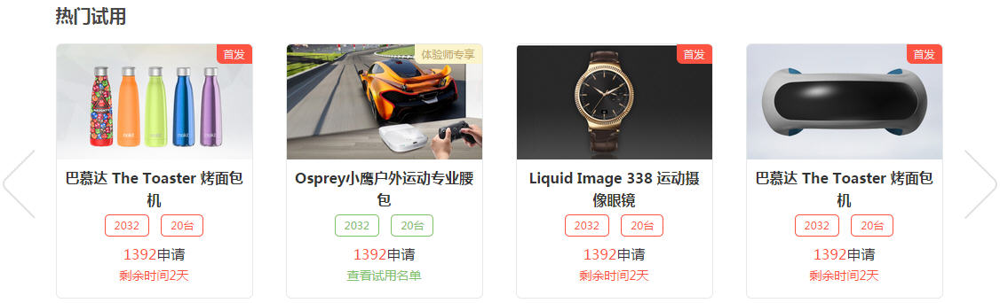 热门试用
首发
巴慕达 The Toaster 烤面包
机
2032 20台
1392申请
剩余时间2天
体验师专享
Osprey小鹰户外运动专业腰
包
2032 20台
1392申请
查看试用名单
首发
Liquid Image 338 运动摄
像眼镜
2032 20台
1392申请
剩余时间2天
首发
巴慕达 The Toaster 烤面包
机
2032 20台
1392申请
剩余时间2天